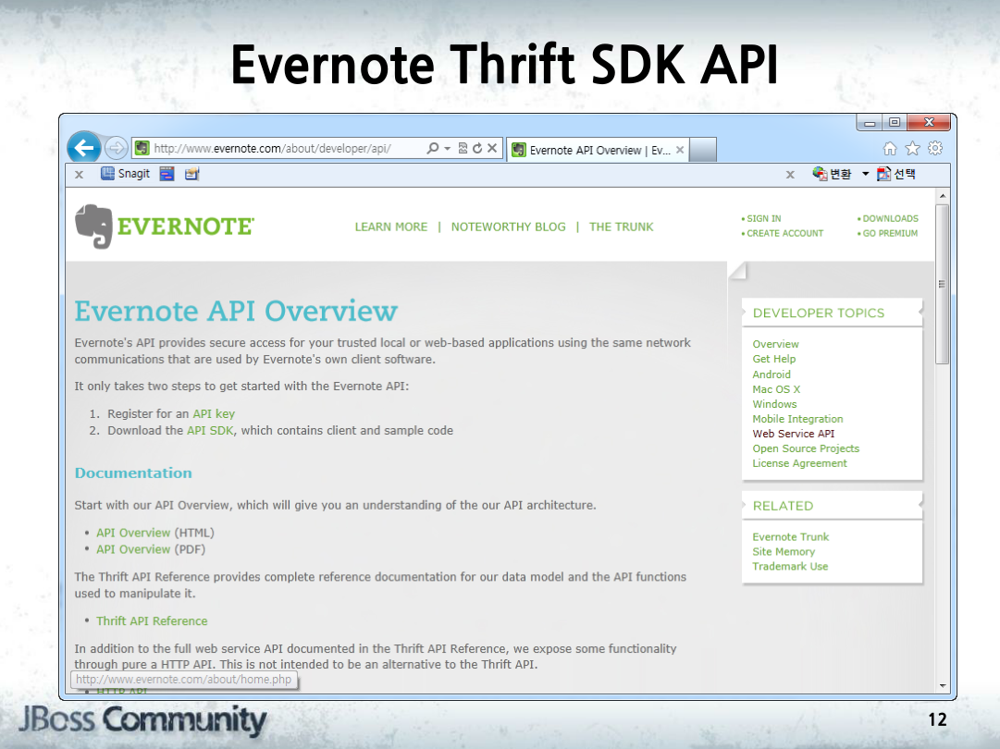 Evernote Thrift SDK API
http://www.evernote.com/about/developer/api/
Evernote API Overview | Ev...
x Snagit
x 변환 선택
EVERNOTE
LEARN MORE | NOTEWORTHY BLOG | THE TRUNK
• SIGN IN • DOWNLOADS
• CREATE ACCOUNT • GO PREMIUM
Evernote API Overview
Evernote's API provides secure access for your trusted local or web-based applications using the same network
communications that are used by Evernote's own client software.
It only takes two steps to get started with the Evernote API:
1. Register for an API key
2. Download the API SDK, which contains client and sample code
Documentation
Start with our API Overview, which will give you an understanding of the our API architecture.
• API Overview (HTML)
• API Overview (PDF)
The Thrift API Reference provides complete reference documentation for our data model and the API functions
used to manipulate it.
• Thrift API Reference
In addition to the full web service API documented in the Thrift API Reference, we expose some functionality
through pure a HTTP API. This is not intended to be an alternative to the Thrift API.
http://www.evernote.com/about/home.php
• HTTP API
DEVELOPER TOPICS
Overview
Get Help
Android
Mac OS X
Windows
Mobile Integration
Web Service API
Open Source Projects
License Agreement
RELATED
Evernote Trunk
Site Memory
Trademark Use
JBoss Community
12